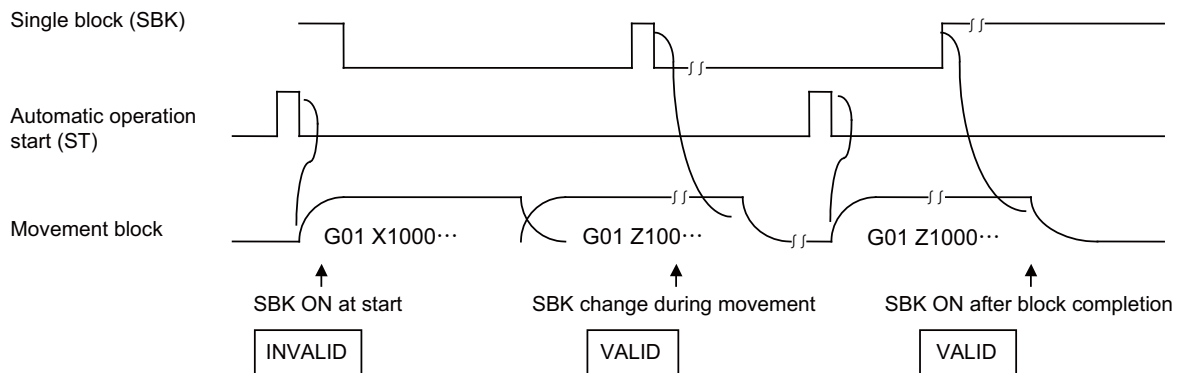 Single block (SBK)
Automatic operation
start (ST)
Movement block
G01 X1000⋯
G01 Z100⋯
G01 Z1000⋯
SBK ON at start
SBK change during movement
SBK ON after block completion
INVALID
VALID
VALID